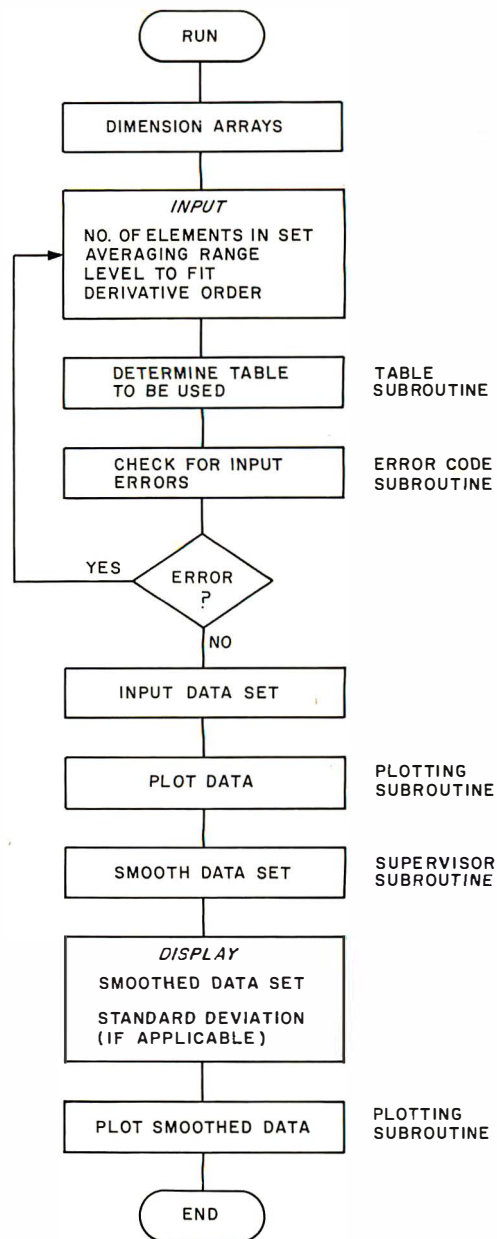 RUN
DIMENSION ARRAYS
INPUT
NO. OF ELEMENTS IN SET
AVERAGING RANGE
LEVEL TO FIT
DERIVATIVE ORDER
DETERMINE TABLE
TO BE USED
TABLE
SUBROUTINE
CHECK FOR INPUT
ERRORS
ERROR CODE
SUBROUTINE
YES
ERROR
?
NO
INPUT DATA SET
PLOT DATA
PLOTTING
SUBROUTINE
SMOOTH DATA SET
SUPERVISOR
SUBROUTINE
DISPLAY
SMOOTHED DATA SET
STANDARD DEVIATION
(IF APPLICABLE)
PLOT SMOOTHED DATA
PLOTTING
SUBROUTINE
END